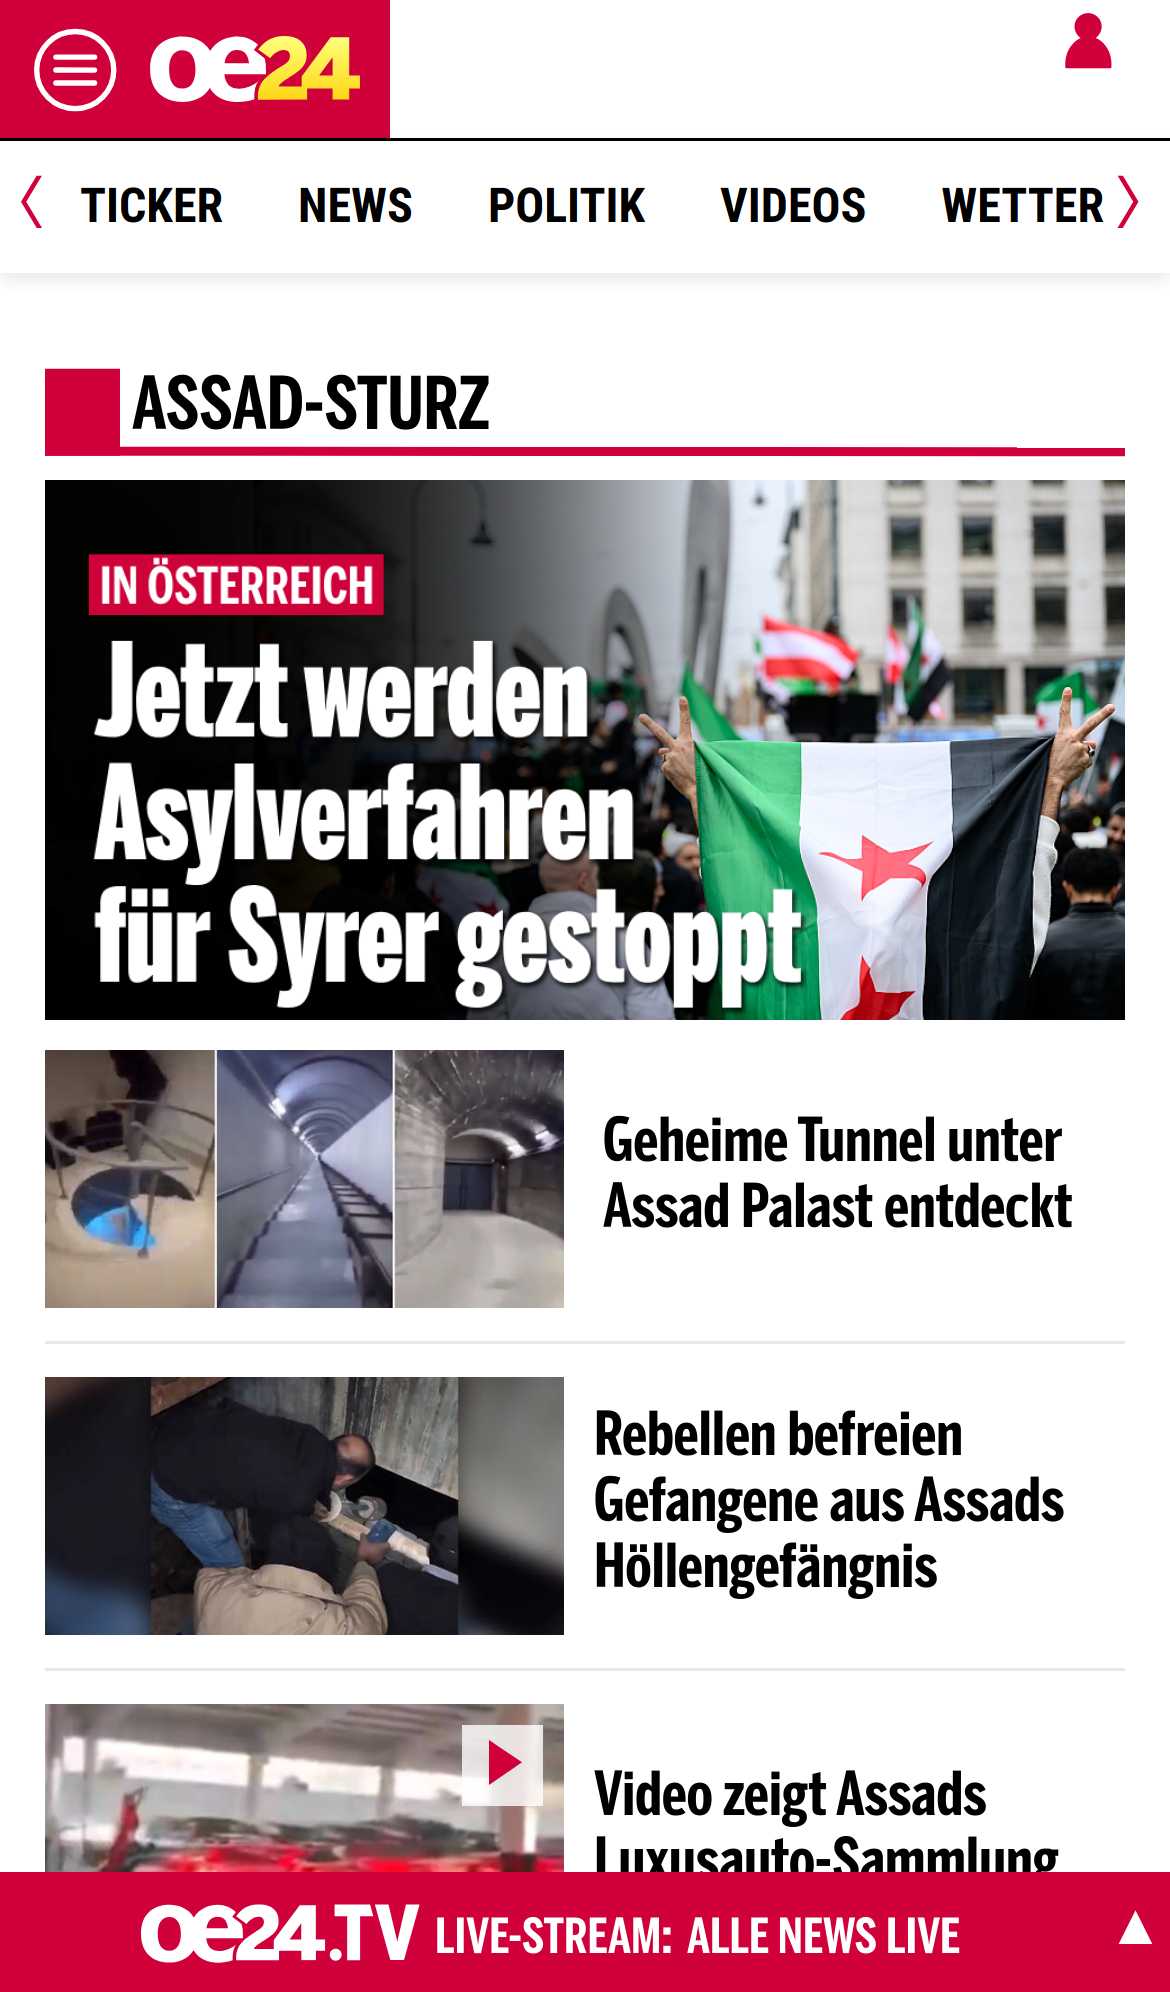 oe24
TICKER NEWS POLITIK VIDEOS WETTER
ASSAD-STURZ
IN ÖSTERREICH
Jetzt werden
Asylverfahren
für Syrer gestoppt
Geheime Tunnel unter
Assad Palast entdeckt
Rebellen befreien
Gefangene aus Assads
Höllengefängnis
Video zeigt Assads
Luxusauto-Sammlung
oe24.TV LIVE-STREAM: ALLE NEWS LIVE